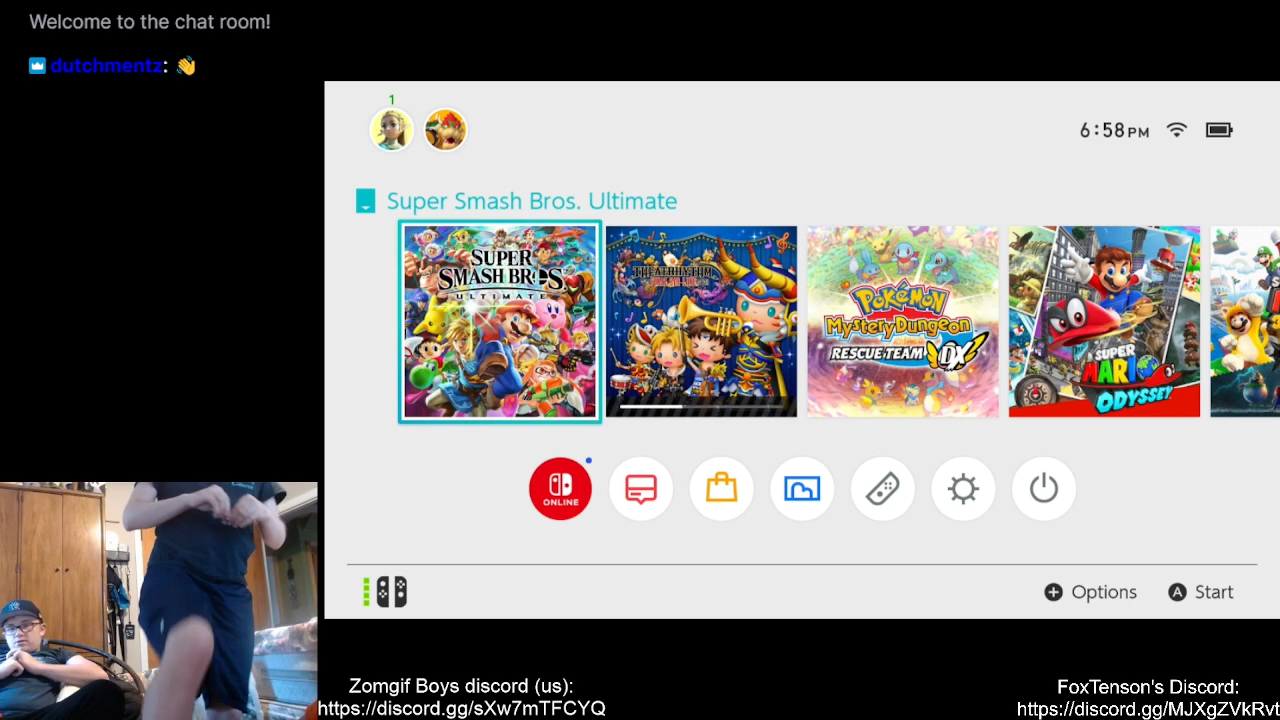 Welcome to the chat room!
dutchmentz: 👋
1
6:58PM
Super Smash Bros. Ultimate
SUPER
SMASH BROS.
ULTIMATE
THEATRHYTHM
POKéMON
MysteryDungeon
RESCUE TEAM DX
SUPER
MARIO
ODYSSEY
ONLINE
Options
A Start
Zomgif Boys discord (us):
https://discord.gg/sXw7mTFCYQ
FoxTenson's Discord:
https://discord.gg/MJXgZVkRvt